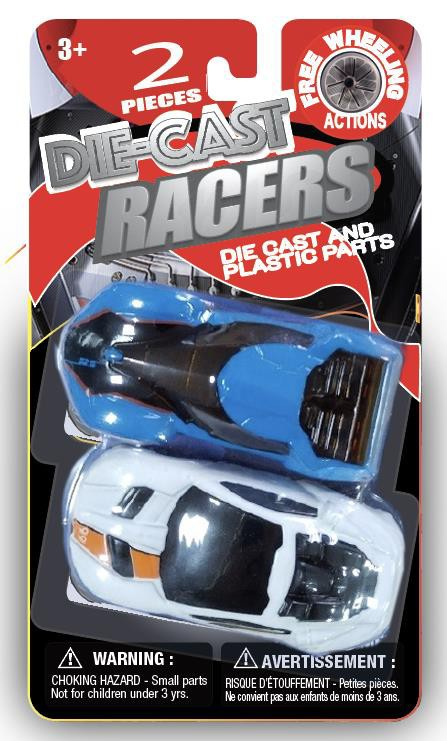 3+
2
PIECES
FREE WHEELING
ACTIONS
DIE-CAST
RACERS
DIE CAST AND
PLASTIC PARTS
RS
66
WARNING :
CHOKING HAZARD - Small parts
Not for children under 3 yrs.
AVERTISSEMENT :
RISQUE D'ÉTOUFFEMENT - Petites pièces.
Ne convient pas aux enfants de moins de 3 ans.